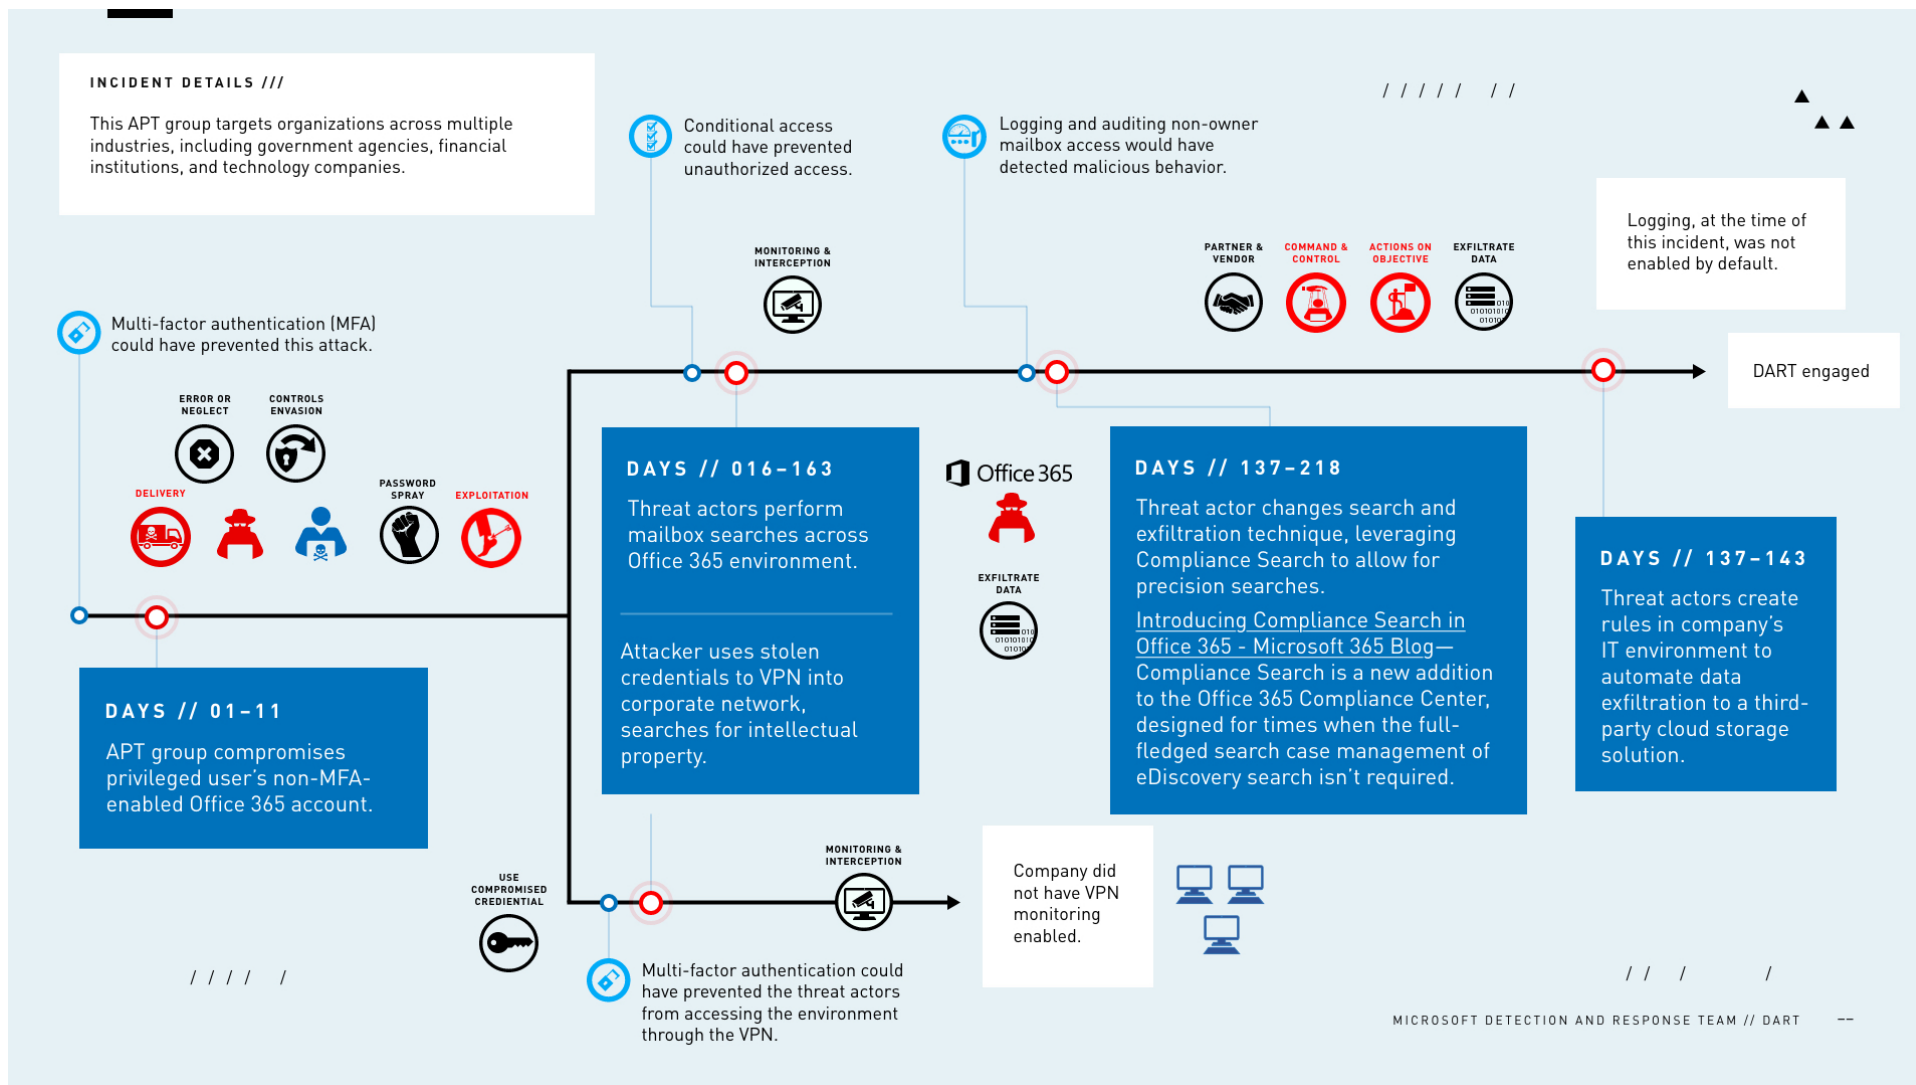 INCIDENT DETAILS ///
This APT group targets organizations across multiple
industries, including government agencies, financial
institutions, and technology companies.
Conditional access
could have prevented
unauthorized access.
Logging and auditing non-owner
mailbox access would have
detected malicious behavior.
/ / / / / / /
Logging, at the time of
this incident, was not
enabled by default.
MONITORING &
INTERCEPTION
PARTNER &
VENDOR
COMMAND &
CONTROL
ACTIONS ON
OBJECTIVE
EXFILTRATE
DATA
010
01010101
0101
Multi-factor authentication (MFA)
could have prevented this attack.
DART engaged
ERROR OR
NEGLECT
CONTROLS
ENVASION
DELIVERY
PASSWORD
SPRAY
EXPLOITATION
DAYS // 01–11
APT group compromises
privileged user's non-MFA-
enabled Office 365 account.
DAYS // 016–163
Threat actors perform
mailbox searches across
Office 365 environment.
Attacker uses stolen
credentials to VPN into
corporate network,
searches for intellectual
property.
Office 365
EXFILTRATE
DATA
010
0101010
0101
DAYS // 137–218
Threat actor changes search and
exfiltration technique, leveraging
Compliance Search to allow for
precision searches.
Introducing Compliance Search in
Office 365 - Microsoft 365 Blog—
Compliance Search is a new addition
to the Office 365 Compliance Center,
designed for times when the full-
fledged search case management of
eDiscovery search isn't required.
DAYS // 137–143
Threat actors create
rules in company's
IT environment to
automate data
exfiltration to a third-
party cloud storage
solution.
USE
COMPROMISED
CREDIENTIAL
MONITORING &
INTERCEPTION
Company did
not have VPN
monitoring
enabled.
Multi-factor authentication could
have prevented the threat actors
from accessing the environment
through the VPN.
/ / / / /
/ / / /
MICROSOFT DETECTION AND RESPONSE TEAM // DART ––